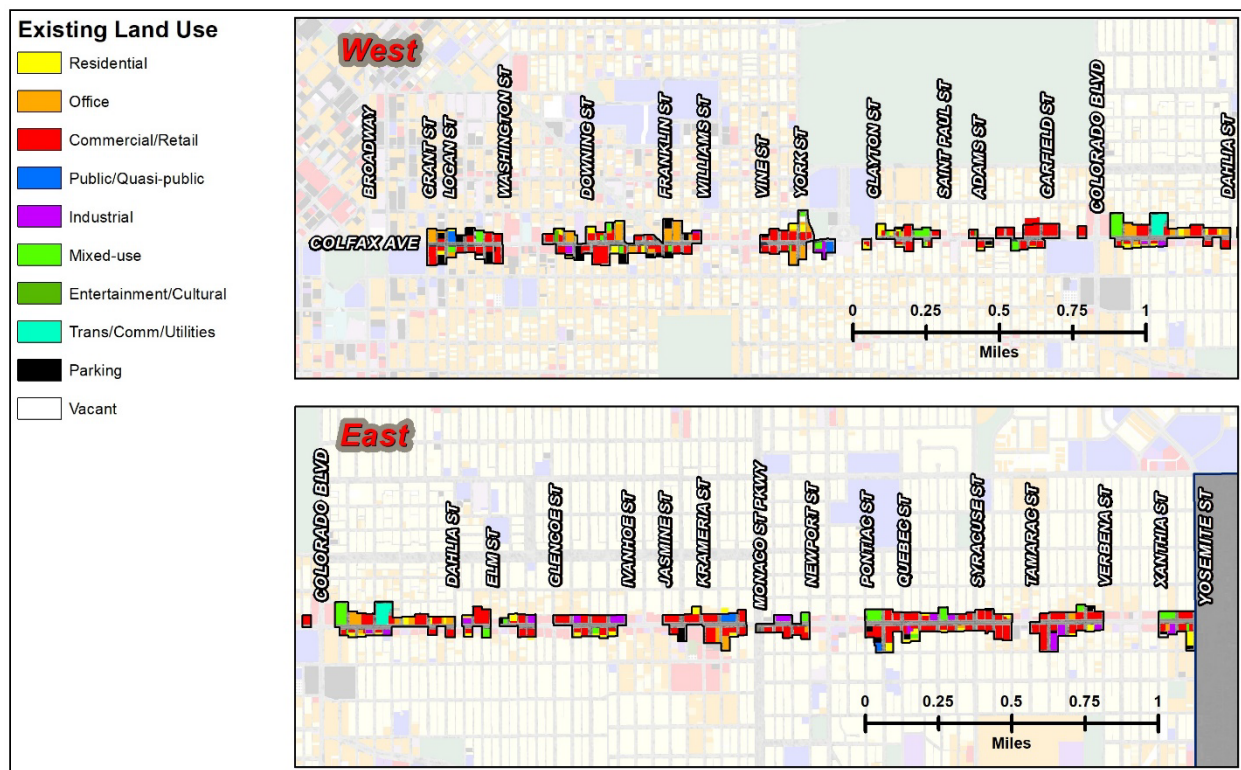 Existing Land Use
Residential
Office
Commercial/Retail
Public/Quasi-public
Industrial
Mixed-use
Entertainment/Cultural
Trans/Comm/Utilities
Parking
Vacant
West
BROADWAY
GRANT ST
LOGAN ST
WASHINGTON ST
DOWNING ST
FRANKLIN ST
WILLIAMS ST
VINE ST
YORK ST
CLAYTON ST
SAINT PAUL ST
ADAMS ST
GARFIELD ST
COLORADO BLVD
DAHLIA ST
COLFAX AVE
0 0.25 0.5 0.75 1
Miles
East
COLORADO BLVD
DAHLIA ST
ELM ST
GLENCOE ST
IVANHOE ST
JASMINE ST
KRAMERIA ST
MONACO ST PKWY
NEWPORT ST
PONTIAC ST
QUEBEC ST
SYRACUSE ST
TAMARAC ST
VERBENA ST
XANTHIA ST
YOSEMITE ST
0 0.25 0.5 0.75 1
Miles